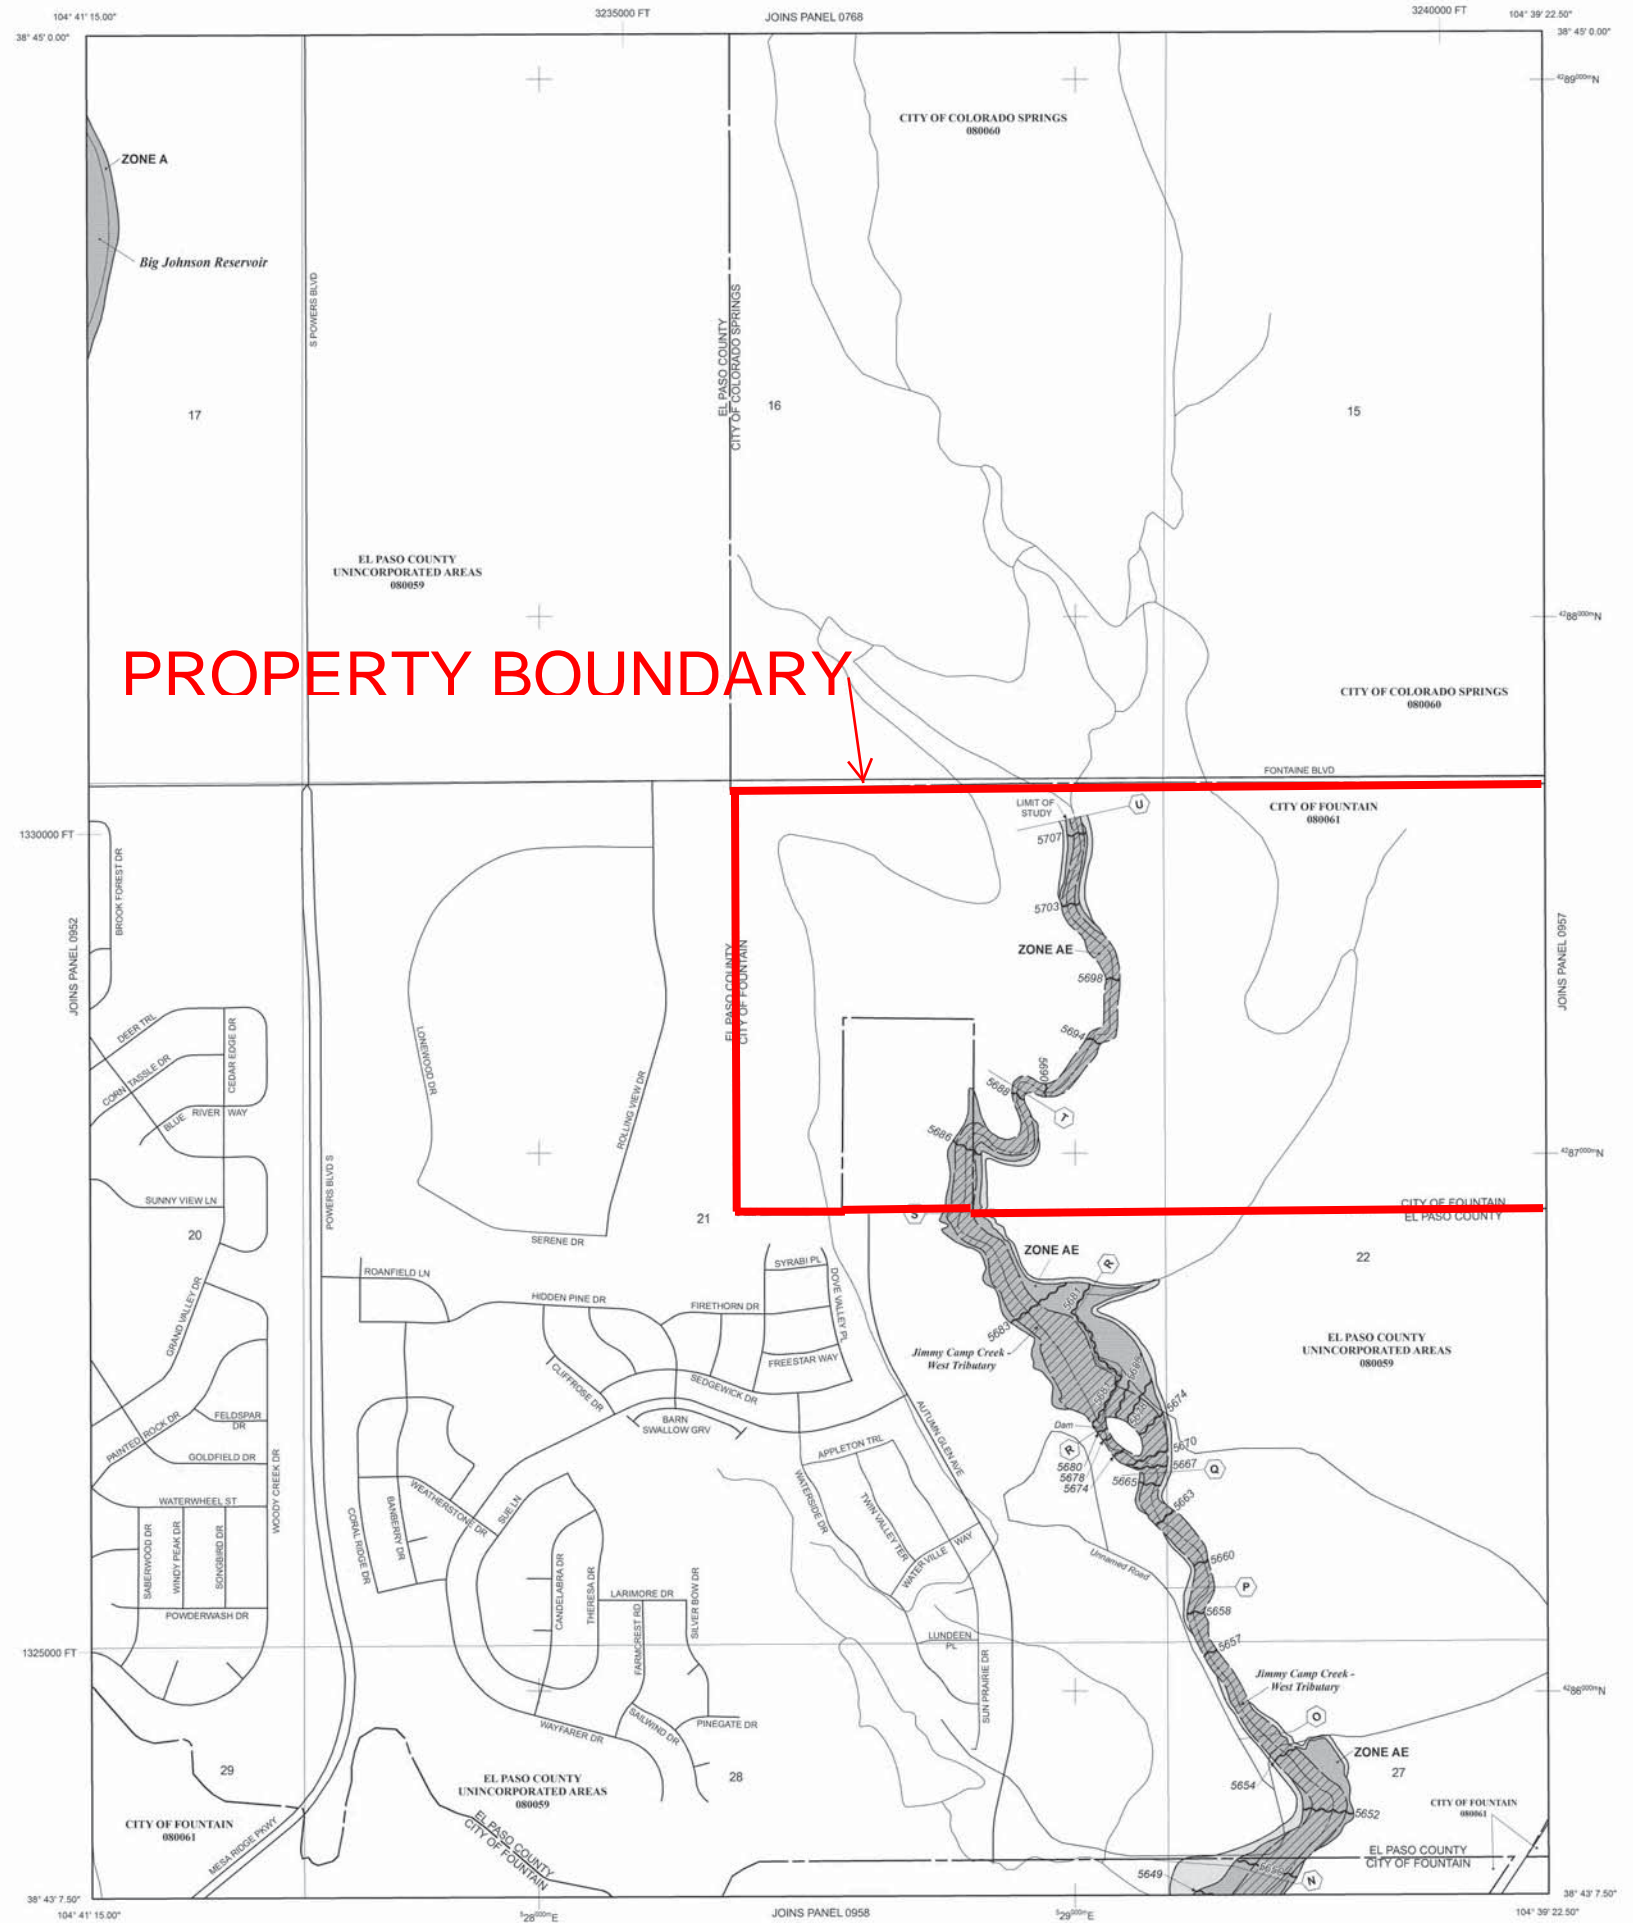 104° 41' 15.00"
3235000 FT
JOINS PANEL 0768
3240000 FT
104° 39' 22.50"
38° 45' 0.00"
38° 45' 0.00"
4289000mN
CITY OF COLORADO SPRINGS
080060
ZONE A
Big Johnson Reservoir
S POWERS BLVD
EL PASO COUNTY
CITY OF COLORADO SPRINGS
17
16
15
EL PASO COUNTY
UNINCORPORATED AREAS
080059
4288000mN
PROPERTY BOUNDARY
CITY OF COLORADO SPRINGS
080060
FONTAINE BLVD
LIMIT OF
STUDY
U
CITY OF FOUNTAIN
080061
1330000 FT
5707
BROOK FOREST DR
5703
JOINS PANEL 0952
JOINS PANEL 0957
EL PASO COUNTY
CITY OF FOUNTAIN
ZONE AE
5698
DEER TRL
CEDAR EDGE DR
LONEWOOD DR
5694
CORN TASSLE DR
5690
5688
BLUE RIVER WAY
ROLLING VIEW DR
T
5686
4287000mN
POWERS BLVD S
SUNNY VIEW LN
CITY OF FOUNTAIN
EL PASO COUNTY
S
21
20
SERENE DR
ZONE AE
22
R
SYRABI PL
ROANFIELD LN
DOVE VALLEY PL
GRAND VALLEY DR
HIDDEN PINE DR
FIRETHORN DR
5681
5683
EL PASO COUNTY
UNINCORPORATED AREAS
080059
Jimmy Camp Creek -
West Tributary
FREESTAR WAY
CLIFFROSE DR
SEDGEWICK DR
5674
FELDSPAR
DR
PAINTED ROCK DR
BARN
SWALLOW GRV
AUTUMN GLEN AVE
Dam
APPLETON TRL
R
5670
GOLDFIELD DR
5680
5678
5674
5667
Q
5665
WOODY CREEK DR
WATERSIDE DR
TWIN VALLEY TER
WEATHERSTONE DR
WATERWHEEL ST
SUE LN
5663
CORAL RIDGE DR
BANBERRY DR
WATERVILLE WAY
SABERWOOD DR
WINDY PEAK DR
SONGBIRD DR
Unnamed Road
5660
CANDELABRA DR
THERESA DR
LARIMORE DR
SILVER BOW DR
P
POWDERWASH DR
5658
FARMCREST RD
LUNDEEN
PL
5657
1325000 FT
SUN PRAIRIE DR
Jimmy Camp Creek -
West Tributary
4286000mN
O
WAYFARER DR
SAILWIND DR
PINEGATE DR
ZONE AE
27
29
28
5654
EL PASO COUNTY
UNINCORPORATED AREAS
080059
5652
CITY OF FOUNTAIN
080061
CITY OF FOUNTAIN
080061
MESA RIDGE PKWY
EL PASO COUNTY
CITY OF FOUNTAIN
EL PASO COUNTY
CITY OF FOUNTAIN
5649
N
38° 43' 7.50"
38° 43' 7.50"
104° 41' 15.00"
528000mE
JOINS PANEL 0958
529000mE
104° 39' 22.50"